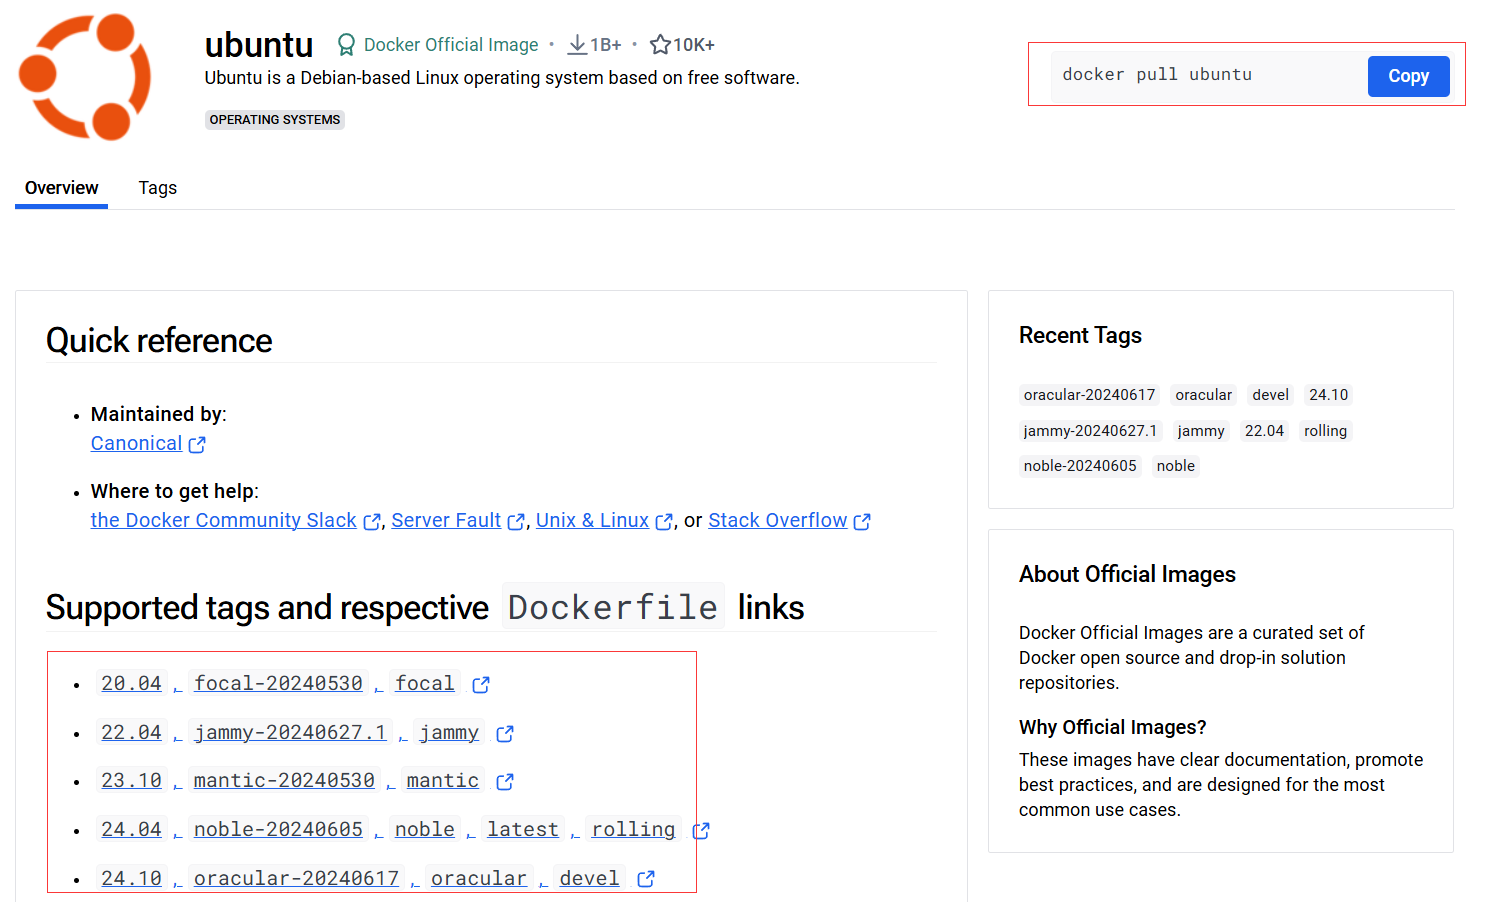 ubuntu Docker Official Image • 1B+ • 10K+
Ubuntu is a Debian-based Linux operating system based on free software.
OPERATING SYSTEMS
docker pull ubuntu Copy
Overview Tags
Quick reference
• Maintained by:
Canonical
• Where to get help:
the Docker Community Slack , Server Fault , Unix & Linux , or Stack Overflow
Supported tags and respective Dockerfile links
• 20.04 , focal-20240530 , focal
• 22.04 , jammy-20240627.1 , jammy
• 23.10 , mantic-20240530 , mantic
• 24.04 , noble-20240605 , noble , latest , rolling
• 24.10 , oracular-20240617 , oracular , devel
Recent Tags
oracular-20240617 oracular devel 24.10
jammy-20240627.1 jammy 22.04 rolling
noble-20240605 noble
About Official Images
Docker Official Images are a curated set of
Docker open source and drop-in solution
repositories.
Why Official Images?
These images have clear documentation, promote
best practices, and are designed for the most
common use cases.